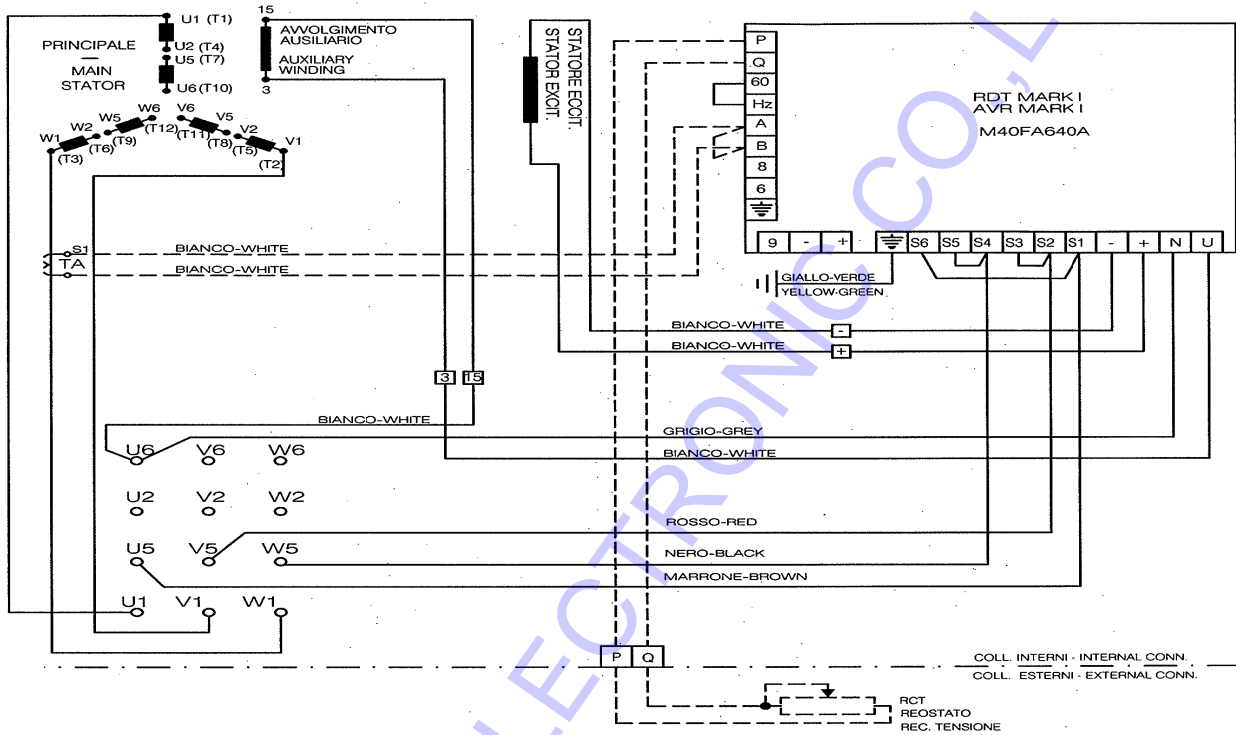 U1 (T1)
U2 (T4)
U5 (T7)
U6 (T10)
PRINCIPALE
—
MAIN
STATOR
15
AVVOLGIMENTO
AUSILIARIO
AUXILIARY
WINDING
3
STATORE ECCIT.
STATOR EXCIT.
W1
(T3)
W2
(T6)
W5
(T9)
W6
(T12)
V6
(T11)
V5
(T8)
V2
(T5)
V1
(T2)
P
Q
60
Hz
A
B
8
6
RDT MARK I
AVR MARK I
M40FA640A
9 - + S6 S5 S4 S3 S2 S1 - + N U
S1
TA
BIANCO-WHITE
BIANCO-WHITE
GIALLO-VERDE
YELLOW-GREEN
BIANCO-WHITE -
BIANCO-WHITE +
3 15
BIANCO-WHITE
GRIGIO-GREY
BIANCO-WHITE
U6 V6 W6
U2 V2 W2
ROSSO-RED
U5 V5 W5
NERO-BLACK
MARRONE-BROWN
U1 V1 W1
P Q
COLL. INTERNI - INTERNAL CONN.
COLL. ESTERNI - EXTERNAL CONN.
RCT
REOSTATO
REC. TENSIONE
LECTRONIC CO.,L